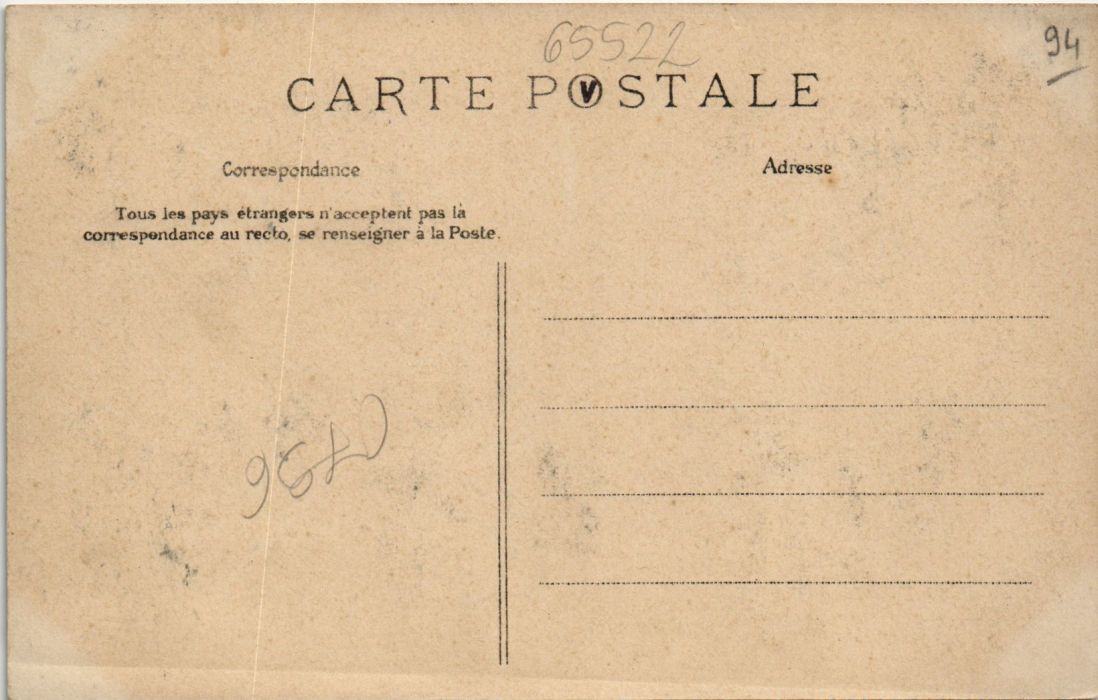 65522
94
CARTE POSTALE
V
Correspondance
Adresse
Tous les pays étrangers n'acceptent pas la
correspondance au recto, se renseigner à la Poste.